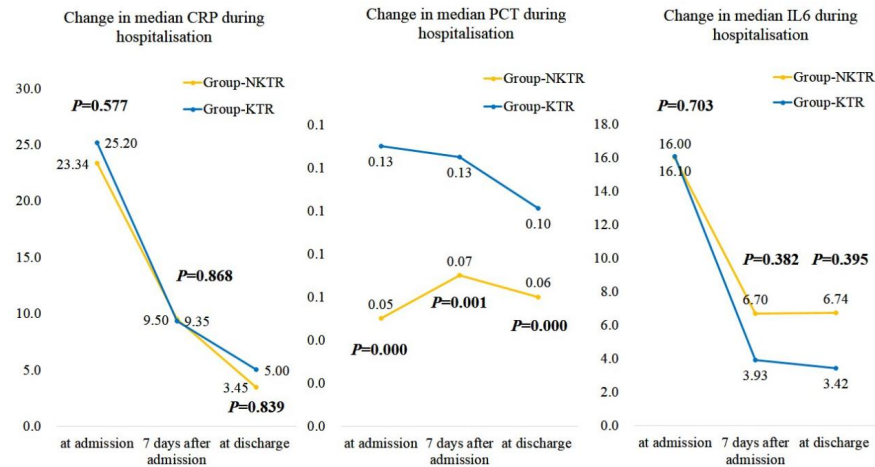 Change in median CRP during
hospitalisation
Group-NKTR
Group-KTR
30.0
25.0
20.0
15.0
10.0
5.0
0.0
P=0.577
25.20
23.34
P=0.868
9.50
9.35
5.00
3.45
P=0.839
at admission
7 days after
admission
at discharge
Change in median PCT during
hospitalisation
Group-NKTR
Group-KTR
0.1
0.1
0.1
0.1
0.1
0.0
0.0
0.0
0.13
0.13
0.10
0.05
0.07
0.06
P=0.000
P=0.001
P=0.000
at admission
7 days after
admission
at discharge
Change in median IL6 during
hospitalisation
Group-NKTR
Group-KTR
18.0
16.0
14.0
12.0
10.0
8.0
6.0
4.0
2.0
0.0
P=0.703
16.00
16.10
P=0.382
P=0.395
6.70
6.74
3.93
3.42
at admission
7 days after
admission
at discharge